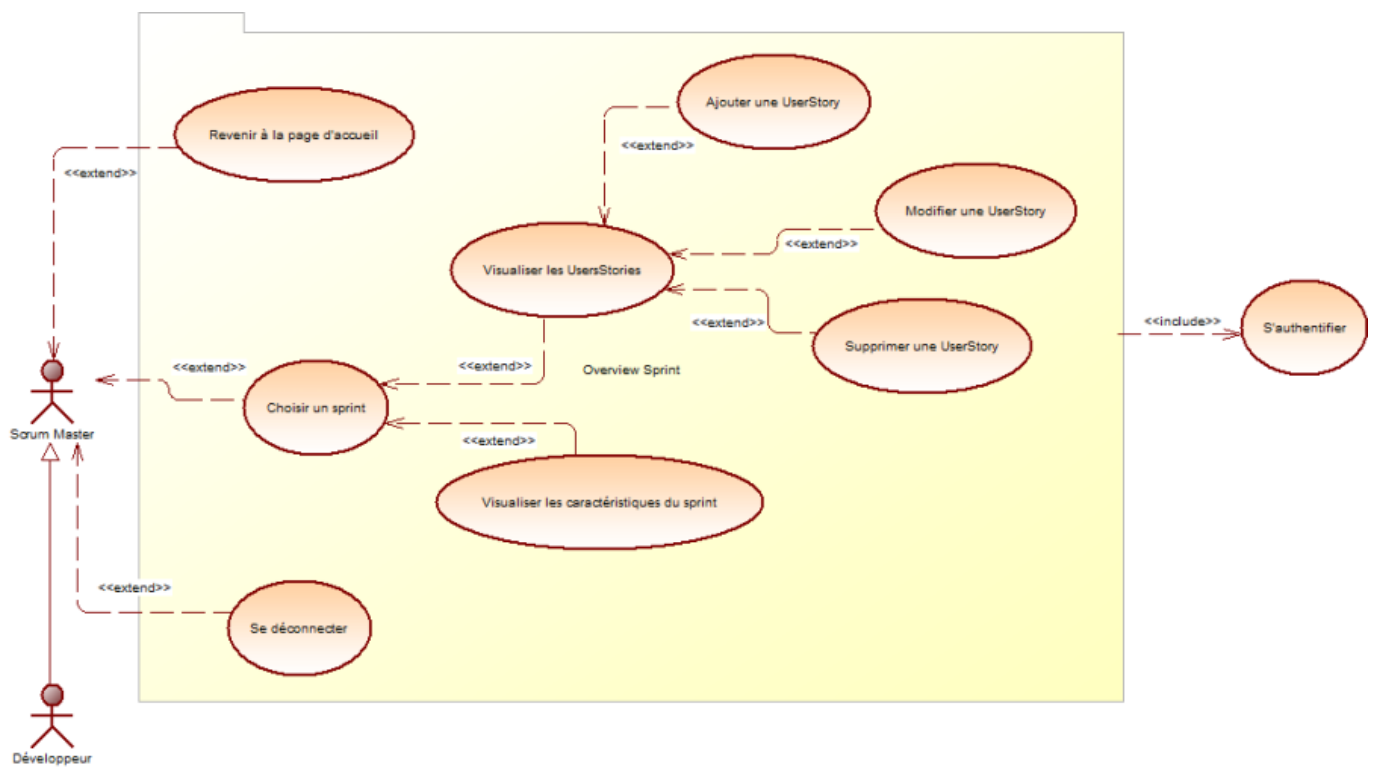 Ajouter une UserStory
Revenir à la page d'accueil
<<extend>>
<<extend>>
Modifier une UserStory
<<extend>>
Visualiser les UsersStories
<<extend>>
Supprimer une UserStory
<<include>>
S'authentifier
<<extend>>
<<extend>>
Overview Sprint
Choisir un sprint
Scrum Master
<<extend>>
Visualiser les caractéristiques du sprint
<<extend>>
Se déconnecter
Développeur